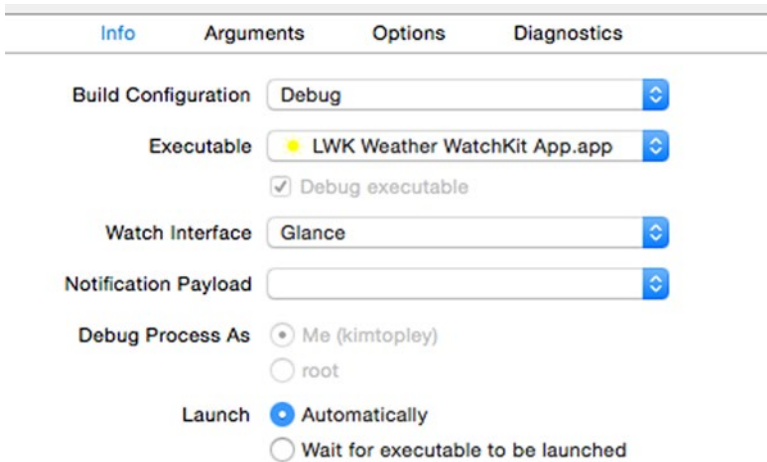 Info Arguments Options Diagnostics
Build Configuration Debug
Executable LWK Weather WatchKit App.app
Debug executable
Watch Interface Glance
Notification Payload
Debug Process As Me (kimtopley)
root
Launch Automatically
Wait for executable to be launched